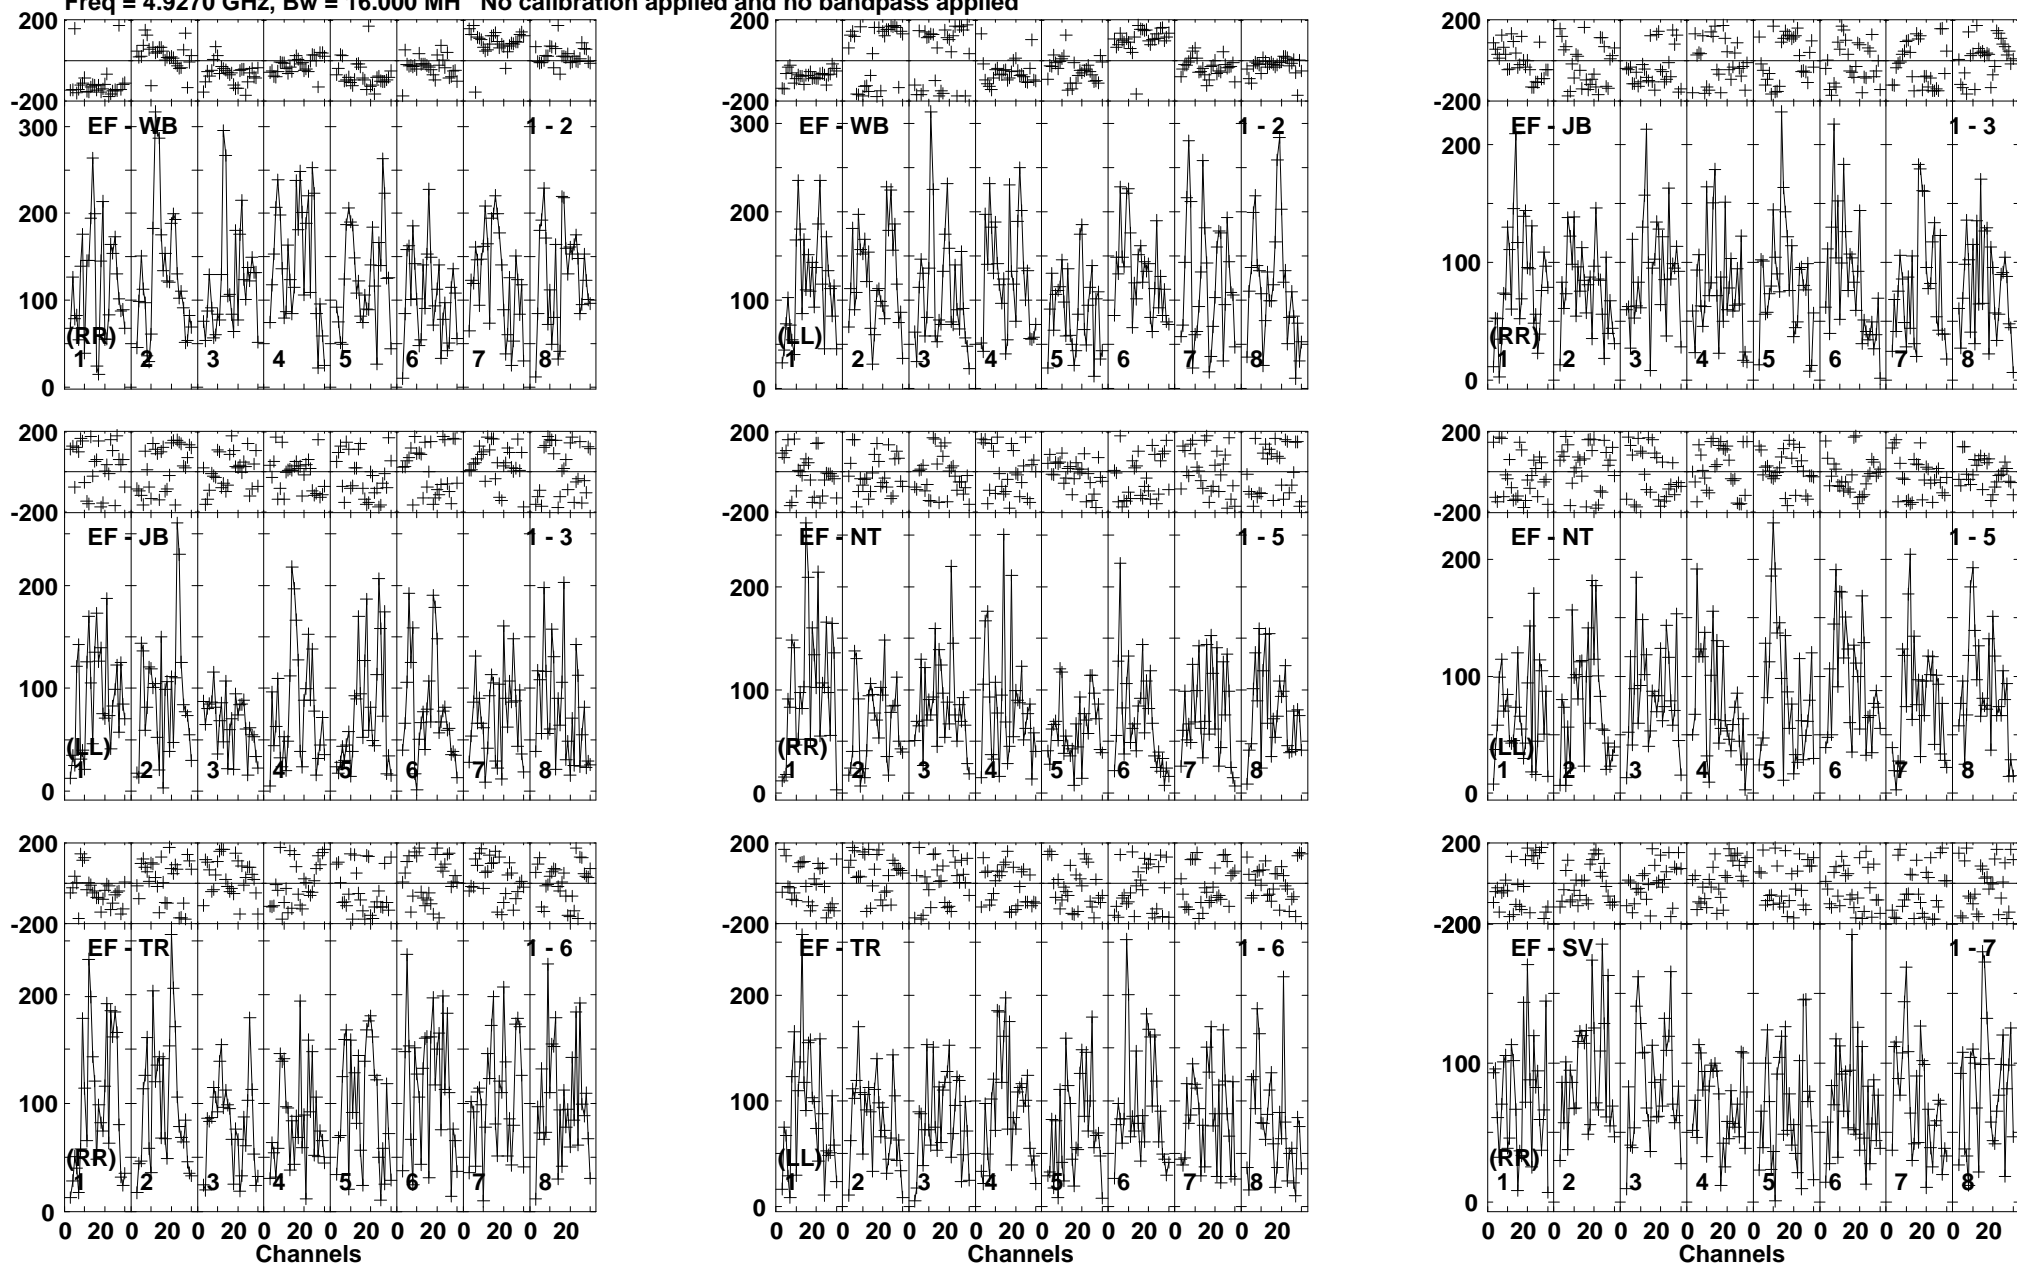 Freq = 4.9270 GHz, Bw = 16.000 MH No calibration applied and no bandpass applied
200 200 200
-200 -200 -200
EF - WB 1 - 2 EF - WB 1 - 2 EF - JB 1 - 3
300 300 200
200 200 100
100 100 0
0 0
(RR) (LL) (RR)
1 2 3 4 5 6 7 8 1 2 3 4 5 6 7 8 1 2 3 4 5 6 7 8
200 200 200
-200 -200 -200
EF - JB 1 - 3 EF - NT 1 - 5 EF - NT 1 - 5
200 200 200
100 100 100
(LL) (RR) (LL)
1 2 3 4 5 6 7 8 1 2 3 4 5 6 7 8 1 2 3 4 5 6 7 8
0 0 0
200 200 200
-200 -200 -200
EF - TR 1 - 6 EF - TR 1 - 6 EF - SV 1 - 7
200 200 100
100 100
(RR) (LL) (RR)
1 2 3 4 5 6 7 8 1 2 3 4 5 6 7 8 1 2 3 4 5 6 7 8
0 0 0
0 20 0 20 0 20 0 20 0 20 0 20 0 20 0 20 0 20 0 20 0 20 0 20 0 20 0 20 0 20 0 20 0 20 0 20 0 20 0 20 0 20 0 20 0 20 0 20
Channels Channels Channels